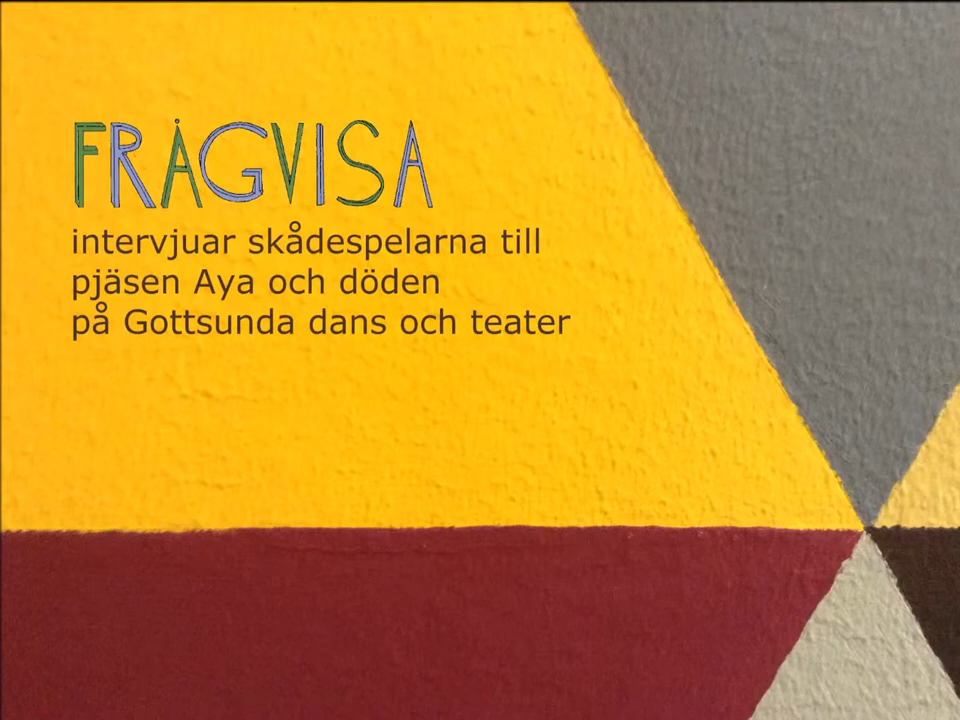 FRÅGVISA
intervjuar skådespelarna till
pjäsen Aya och döden
på Gottsunda dans och teater